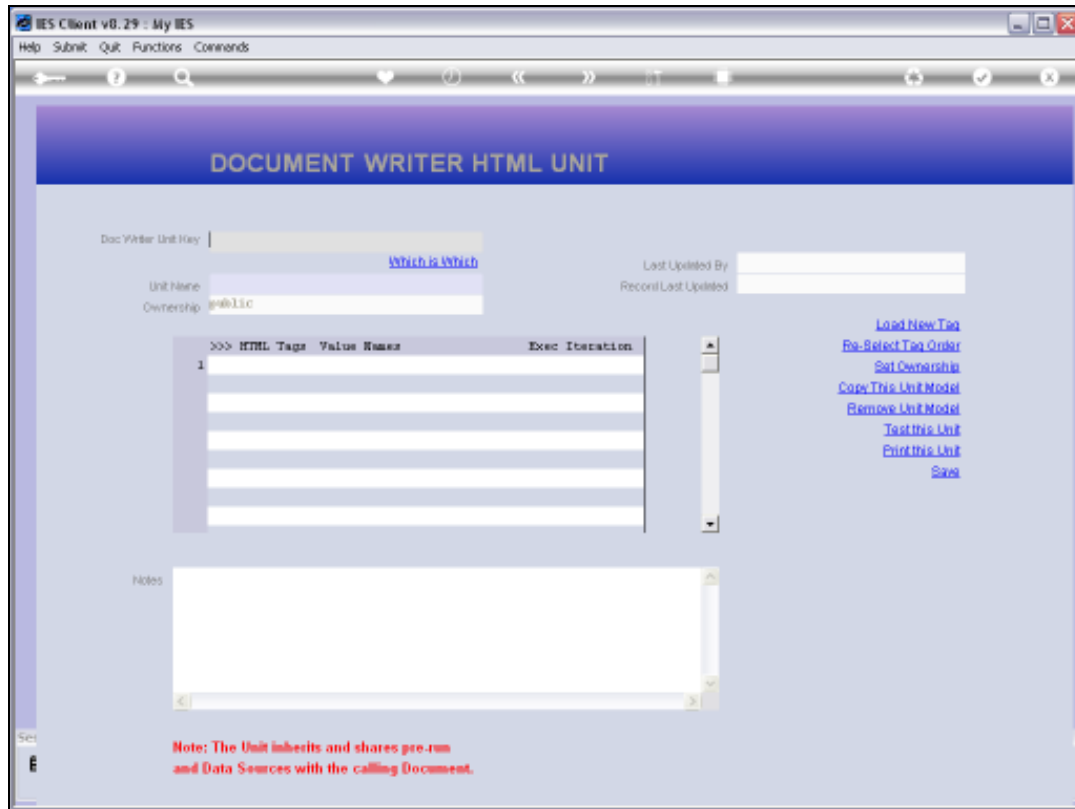 IES Client v8.29 : My IES
Help Submit Quit Functions Commands
DOCUMENT WRITER HTML UNIT
Doc Writer Unit Key
Which is Which
Last Updated By
Unit Name
Record Last Updated
Ownership public
Load New Tag
>>> HTML Tags Value Names Exec Iteration
Re-Select Tag Order
1
Set Ownership
Copy This Unit Model
Remove Unit Model
Test this Unit
Print this Unit
Save
Notes
Note: The Unit inherits and shares pre-run
and Data Sources with the calling Document.